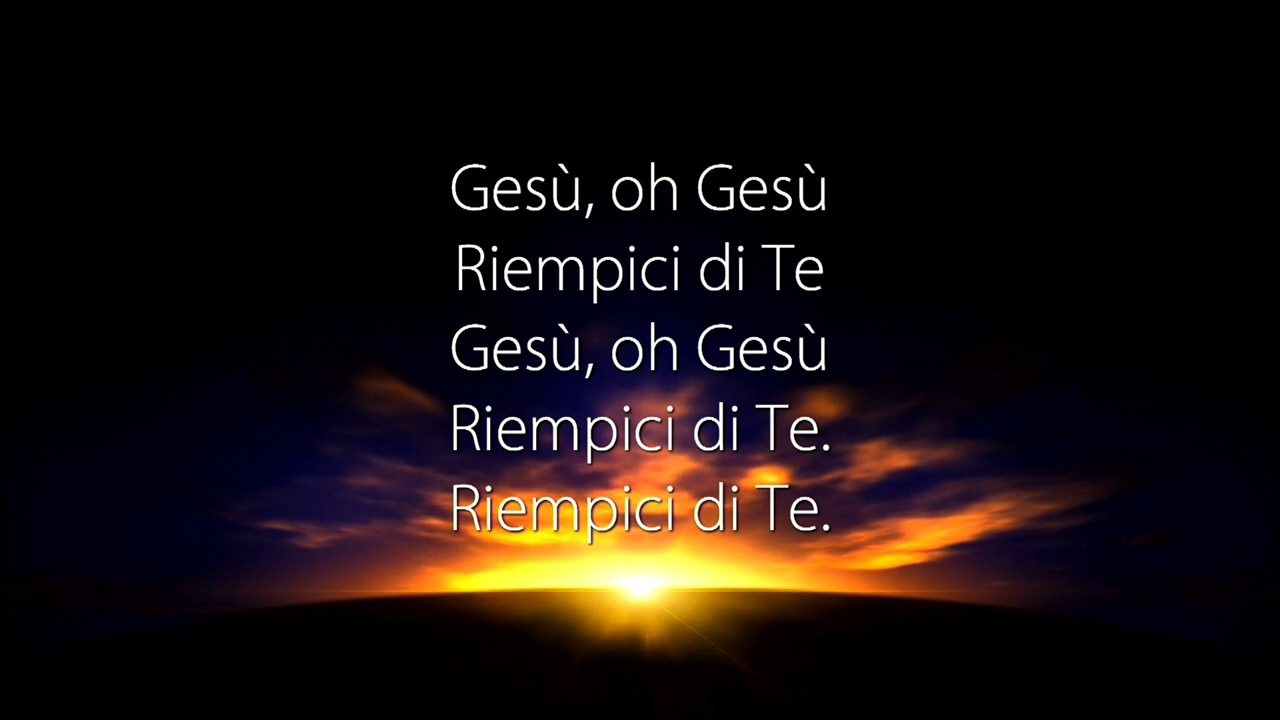 Gesù, oh Gesù
Riempici di Te
Gesù, oh Gesù
Riempici di Te.
Riempici di Te.